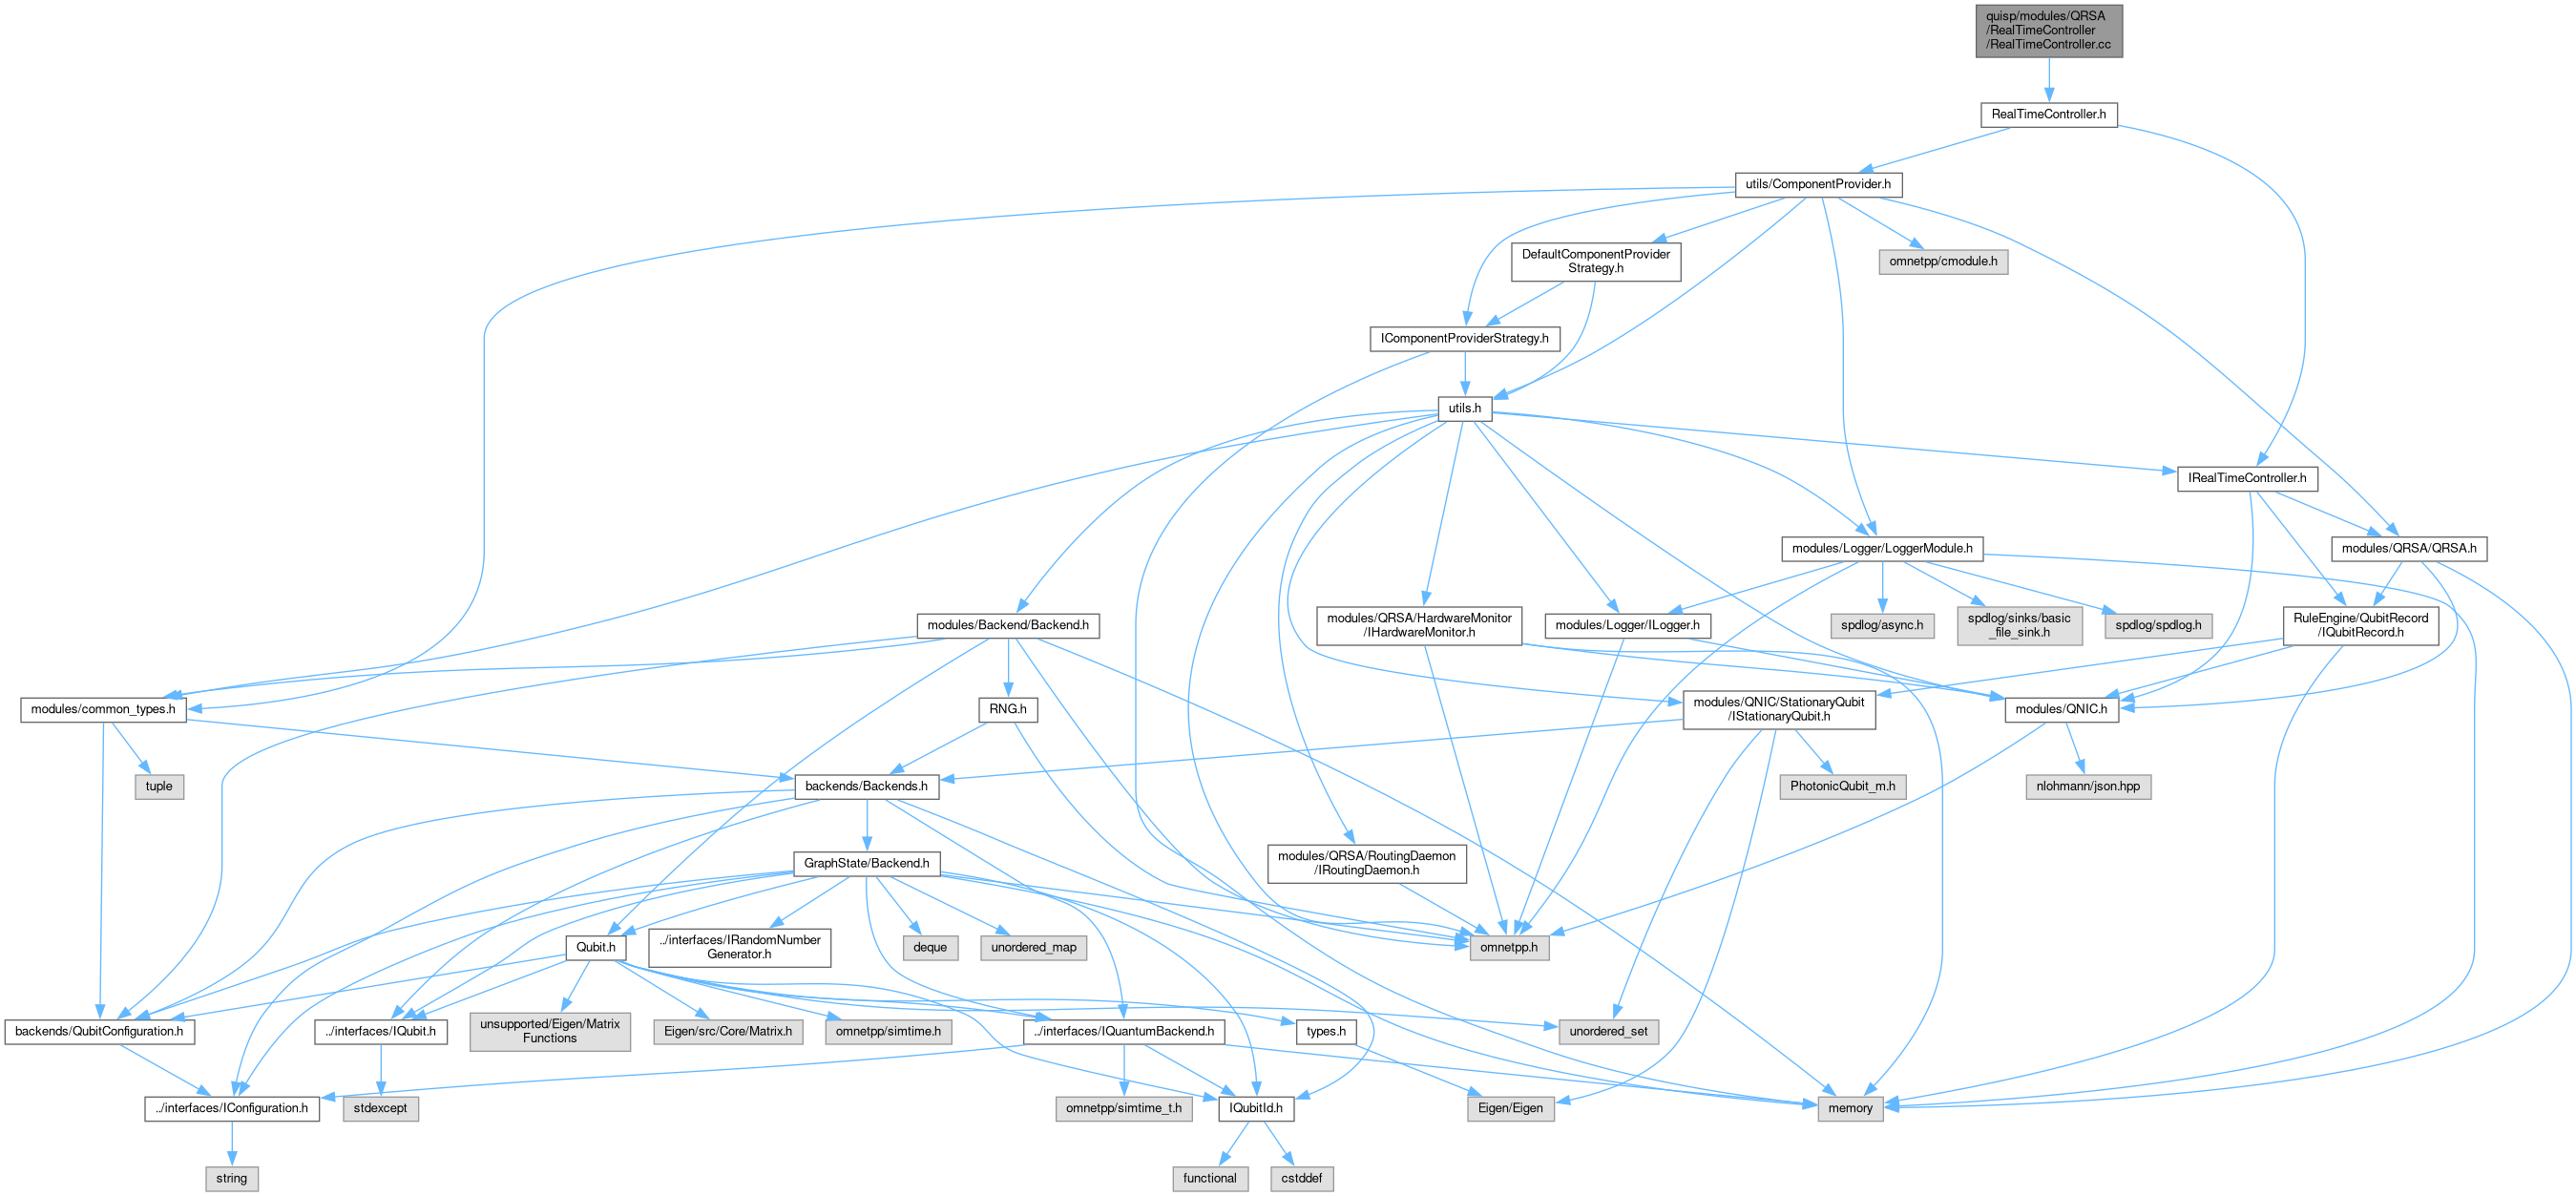 quisp/modules/QRSA
/RealTimeController
/RealTimeController.cc
RealTimeController.h
utils/ComponentProvider.h
DefaultComponentProvider
Strategy.h
omnetpp/cmodule.h
IComponentProviderStrategy.h
utils.h
IRealTimeController.h
modules/Logger/LoggerModule.h
modules/QRSA/QRSA.h
modules/Backend/Backend.h
modules/QRSA/HardwareMonitor
/IHardwareMonitor.h
modules/Logger/ILogger.h
spdlog/async.h
spdlog/sinks/basic
_file_sink.h
spdlog/spdlog.h
RuleEngine/QubitRecord
/IQubitRecord.h
modules/common_types.h
RNG.h
modules/QNIC/StationaryQubit
/IStationaryQubit.h
modules/QNIC.h
tuple
backends/Backends.h
PhotonicQubit_m.h
nlohmann/json.hpp
GraphState/Backend.h
modules/QRSA/RoutingDaemon
/IRoutingDaemon.h
Qubit.h
../interfaces/IRandomNumber
Generator.h
deque
unordered_map
omnetpp.h
backends/QubitConfiguration.h
../interfaces/IQubit.h
unsupported/Eigen/Matrix
Functions
Eigen/src/Core/Matrix.h
omnetpp/simtime.h
../interfaces/IQuantumBackend.h
types.h
unordered_set
../interfaces/IConfiguration.h
stdexcept
omnetpp/simtime_t.h
IQubitId.h
Eigen/Eigen
memory
string
functional
cstddef